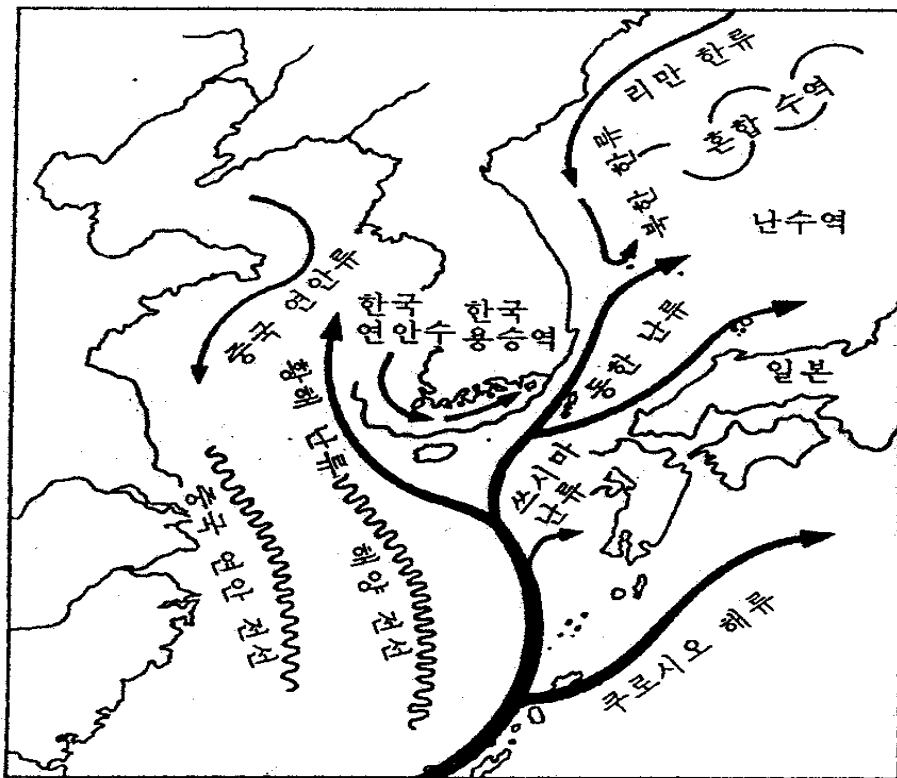 리만 한류
혼합 수역
북한 한류
난수역
중국 연안류
한국
연안수
한국
용승역
동한 난류
일본
황해 난류
쓰시마
난류
중국 연안 전선
해양 전선
쿠로시오 해류